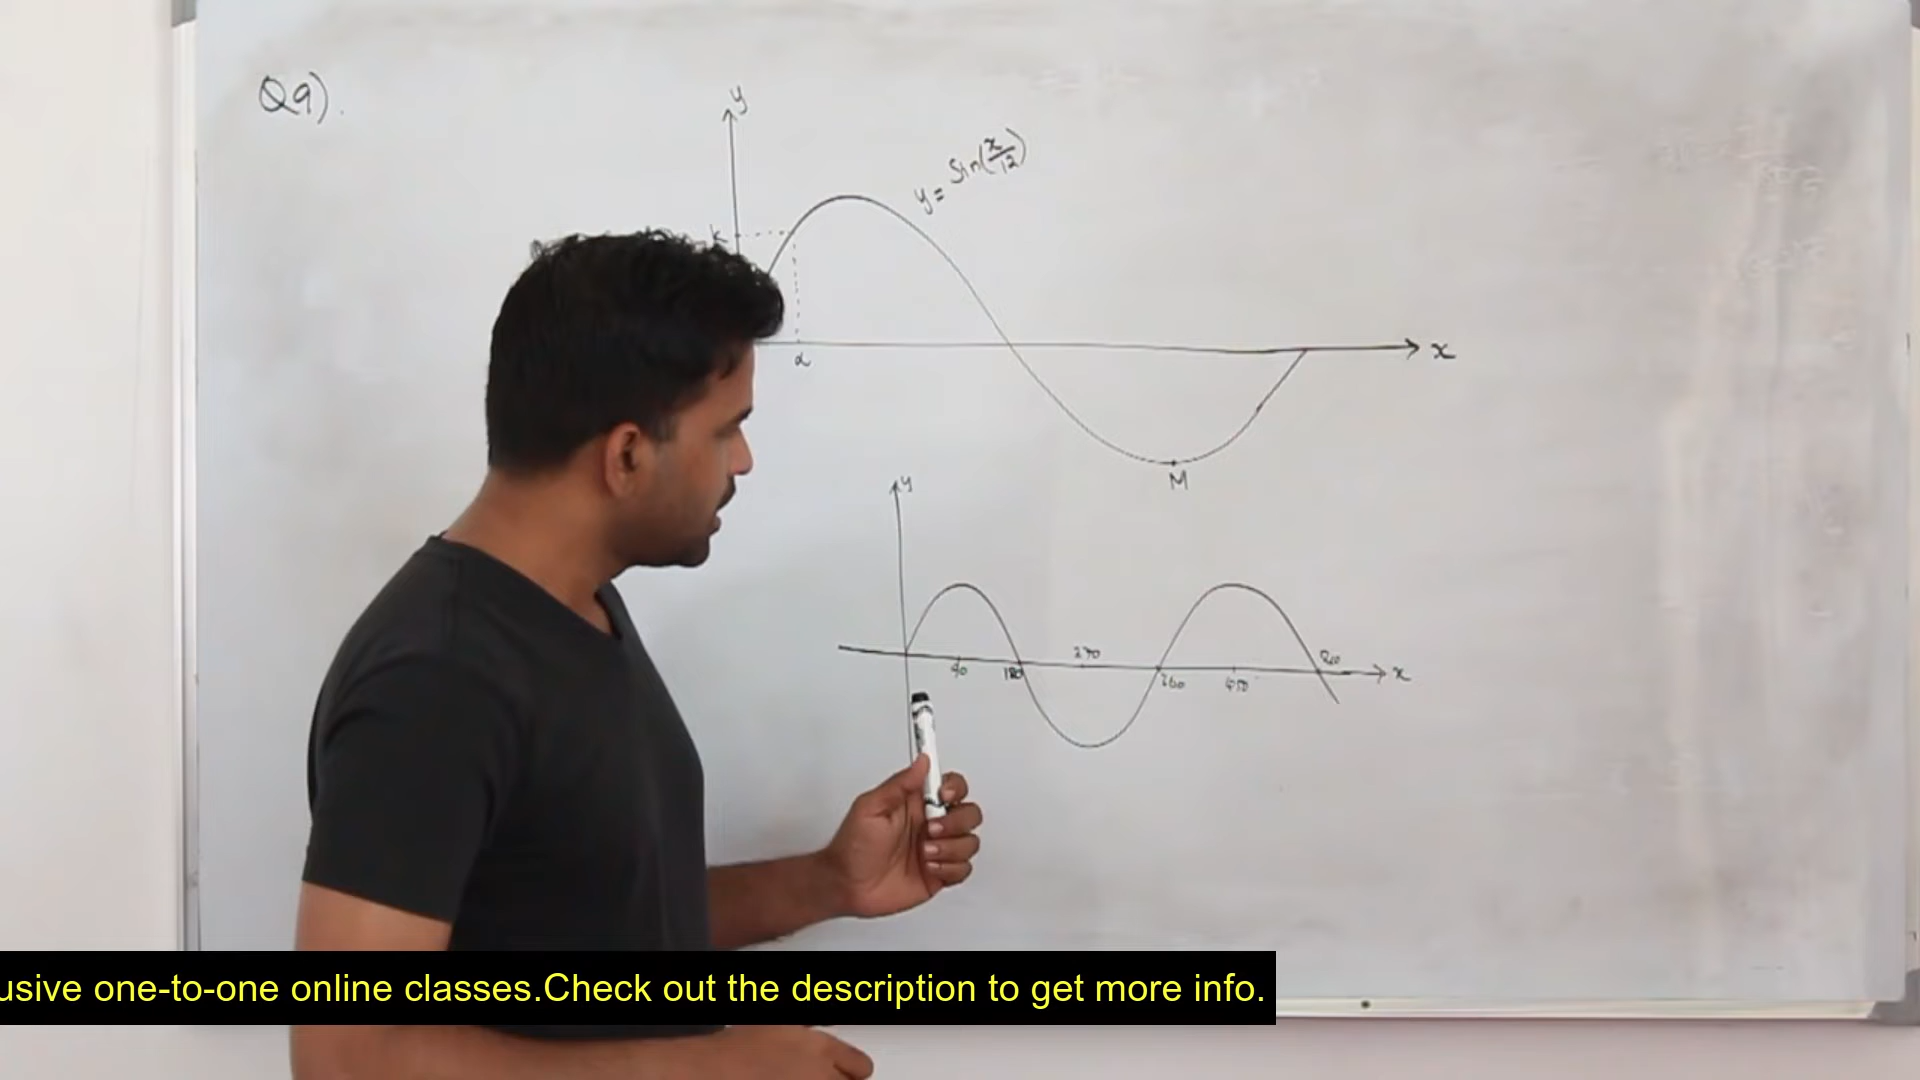 Q9).
y
y = Sin(x/12)
k
α
x
M
y
270
90
180
360
450
x
usive one-to-one online classes.Check out the description to get more info.